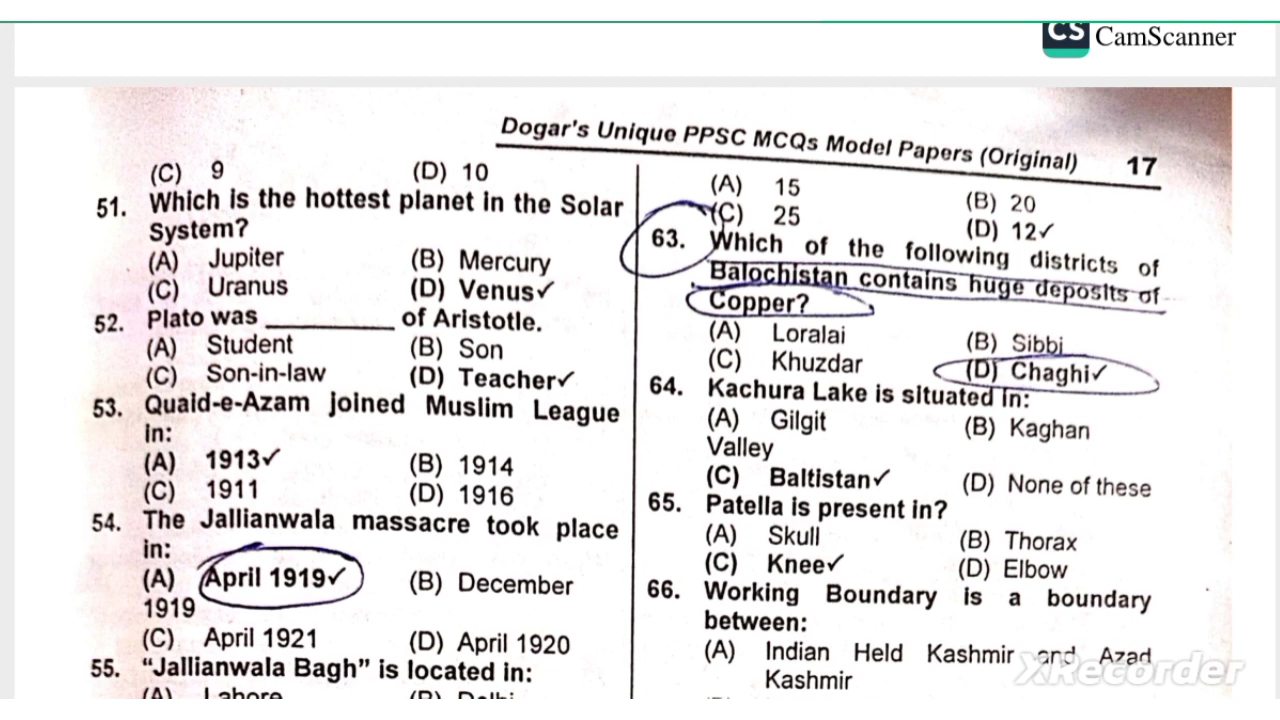 CS CamScanner
Dogar's Unique PPSC MCQs Model Papers (Original) 17
(C) 9 (D) 10
51. Which is the hottest planet in the Solar
System?
(A) Jupiter (B) Mercury
(C) Uranus (D) Venus✓
52. Plato was __________ of Aristotle.
(A) Student (B) Son
(C) Son-in-law (D) Teacher✓
53. Quaid-e-Azam joined Muslim League
in:
(A) 1913✓ (B) 1914
(C) 1911 (D) 1916
54. The Jallianwala massacre took place
in:
(A) April 1919✓ (B) December
1919
(C) April 1921 (D) April 1920
55. “Jallianwala Bagh” is located in:
(A) Lahore (B) Delhi
(A) 15 (B) 20
(C) 25 (D) 12✓
63. Which of the following districts of
Balochistan contains huge deposits of
Copper?
(A) Loralai (B) Sibbi
(C) Khuzdar (D) Chaghi✓
64. Kachura Lake is situated in:
(A) Gilgit (B) Kaghan
Valley
(C) Baltistan✓ (D) None of these
65. Patella is present in?
(A) Skull (B) Thorax
(C) Knee✓ (D) Elbow
66. Working Boundary is a boundary
between:
(A) Indian Held Kashmir and Azad
Kashmir
XRecorder